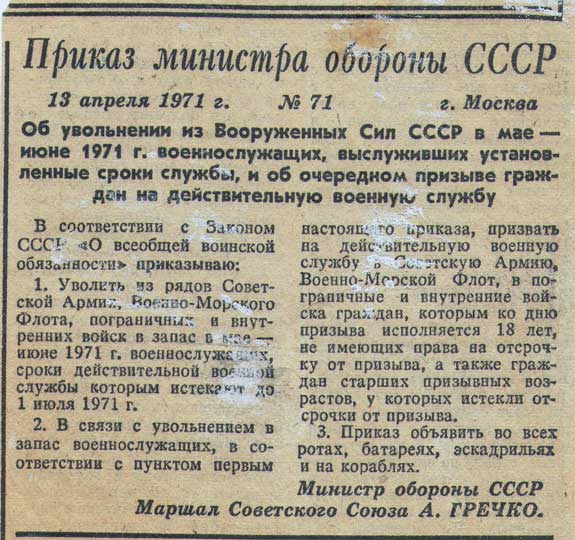 Приказ министра обороны СССР
13 апреля 1971 г. № 71 г. Москва
Об увольнении из Вооруженных Сил СССР в мае —
июне 1971 г. военнослужащих, выслуживших установ-
ленные сроки службы, и об очередном призыве граж-
дан на действительную военную службу
В соответствии с Законом
СССР «О всеобщей воинской
обязанности» приказываю:
1. Уволить из рядов Совет-
ской Армии, Военно-Морского
Флота, пограничных и внут-
ренних войск в запас в мае —
июне 1971 г. военнослужащих,
сроки действительной военной
службы которым истекают до
1 июля 1971 г.
2. В связи с увольнением в
запас военнослужащих, в со-
ответствии с пунктом первым
настоящего приказа, призвать
на действительную военную
службу в Советскую Армию,
Военно-Морской Флот, в по-
граничные и внутренние вой-
ска граждан, которым ко дню
призыва исполняется 18 лет,
не имеющих права на отсроч-
ку от призыва, а также граж-
дан старших призывных воз-
растов, у которых истекли от-
срочки от призыва.
3. Приказ объявить во всех
ротах, батареях, эскадрильях
и на кораблях.
Министр обороны СССР
Маршал Советского Союза А. ГРЕЧКО.